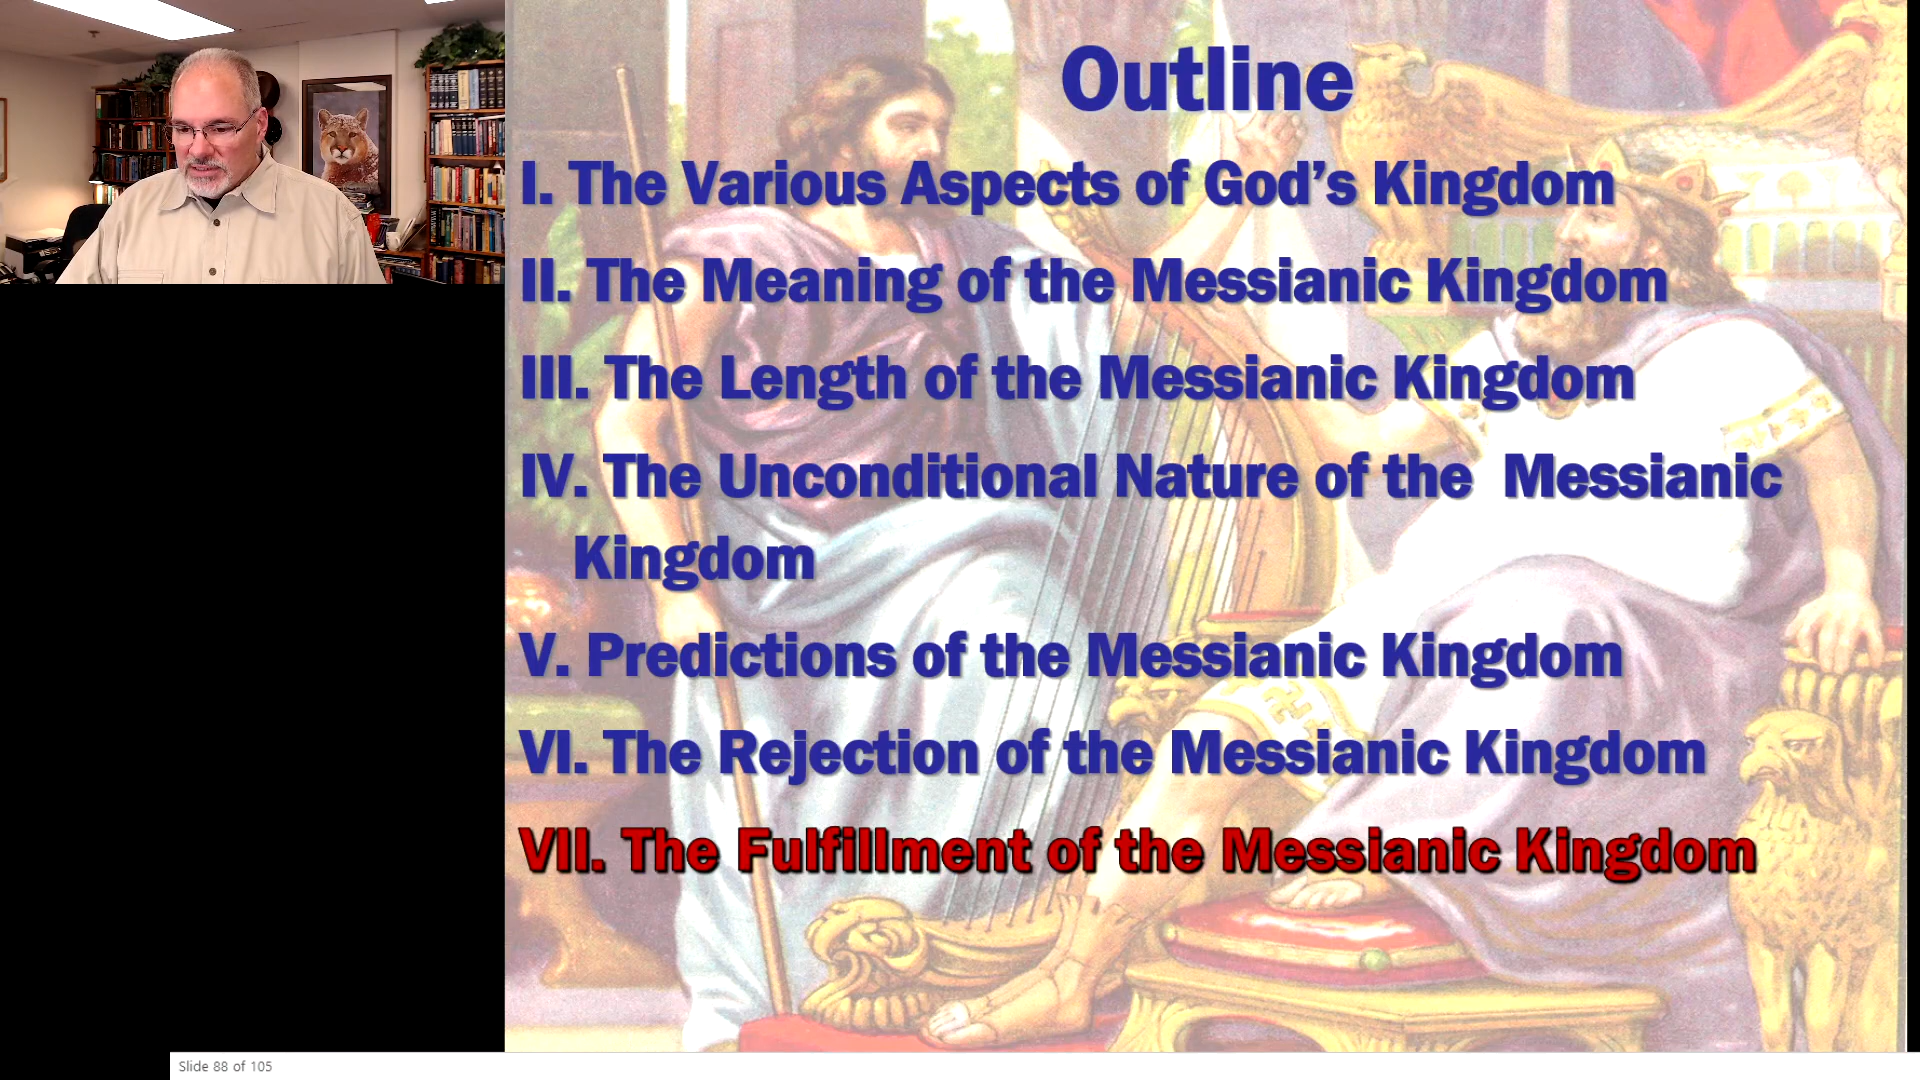 Outline
I. The Various Aspects of God’s Kingdom
II. The Meaning of the Messianic Kingdom
III. The Length of the Messianic Kingdom
IV. The Unconditional Nature of the Messianic
Kingdom
V. Predictions of the Messianic Kingdom
VI. The Rejection of the Messianic Kingdom
VII. The Fulfillment of the Messianic Kingdom
Slide 88 of 105